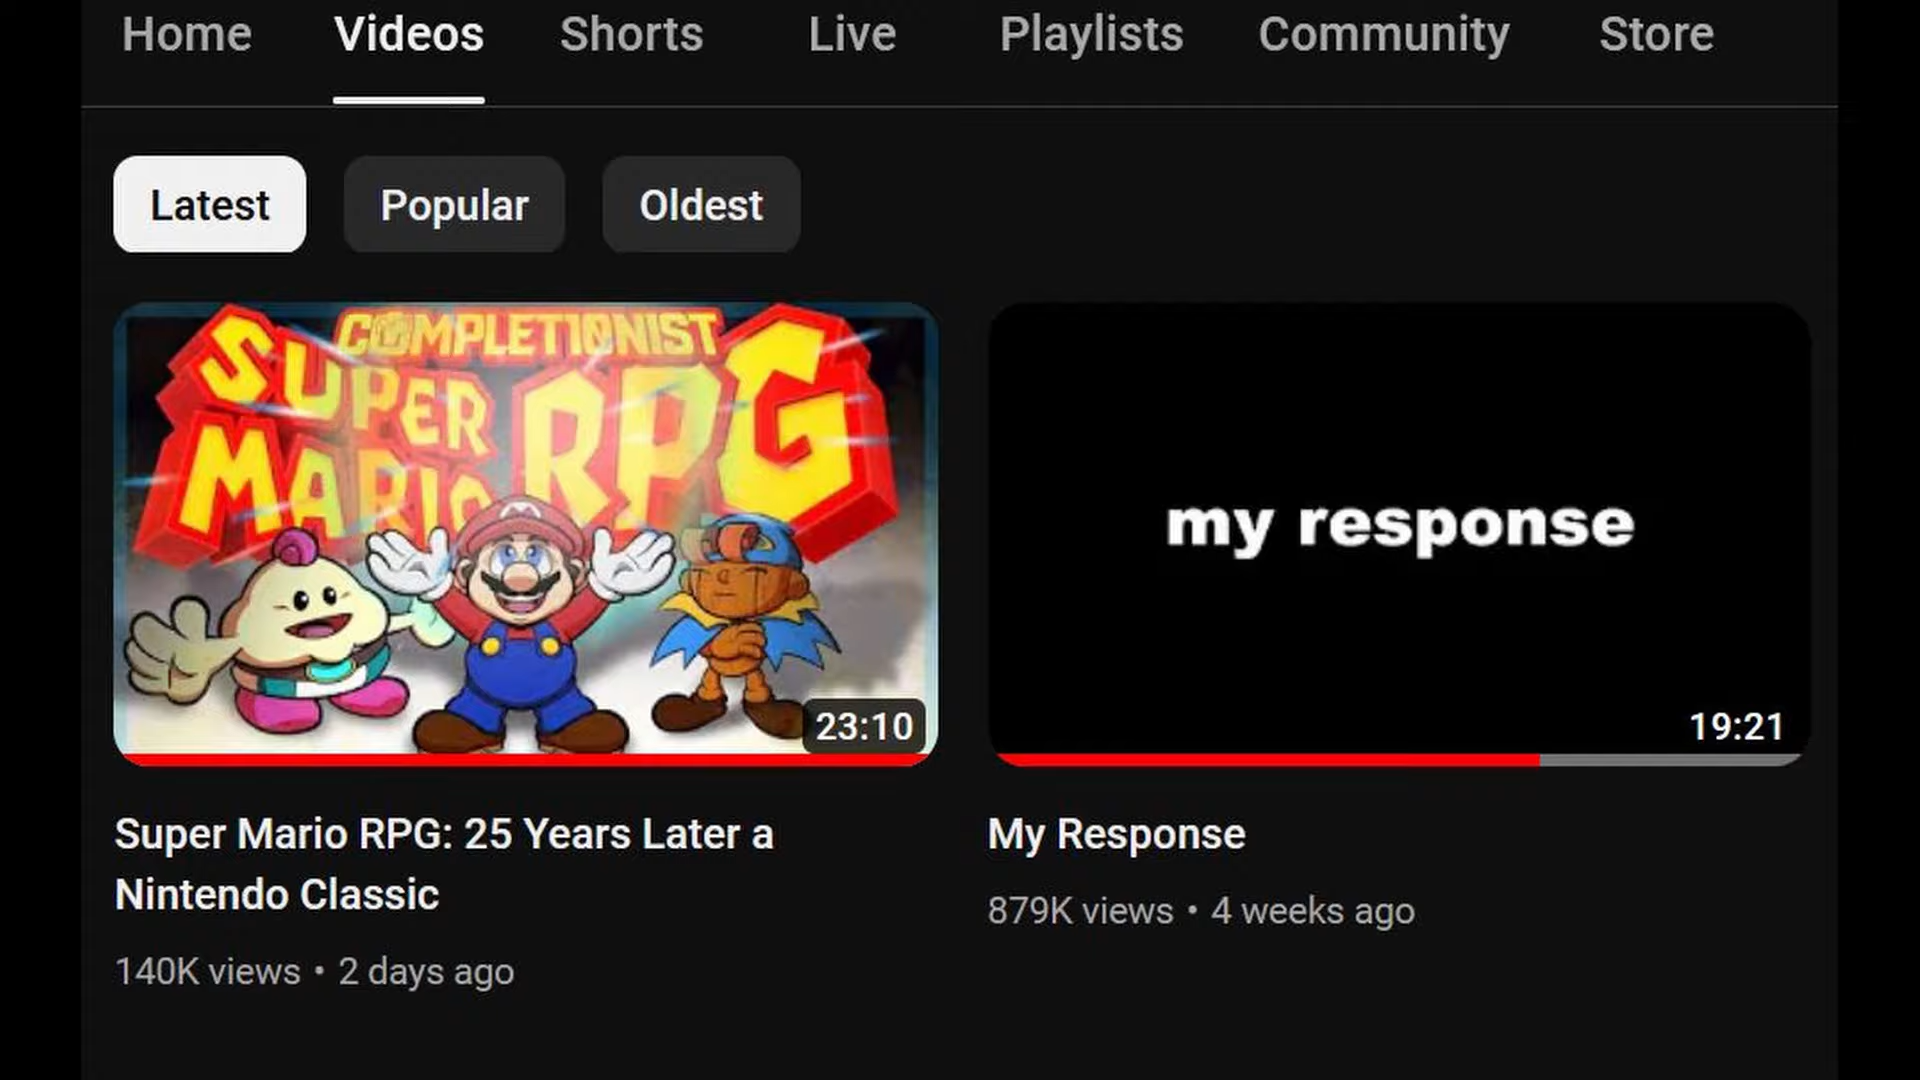 Home Videos Shorts Live Playlists Community Store
Latest Popular Oldest
COMPLETIONIST
SUPER
MARIO RPG
23:10
my response
19:21
Super Mario RPG: 25 Years Later a
Nintendo Classic
140K views • 2 days ago
My Response
879K views • 4 weeks ago